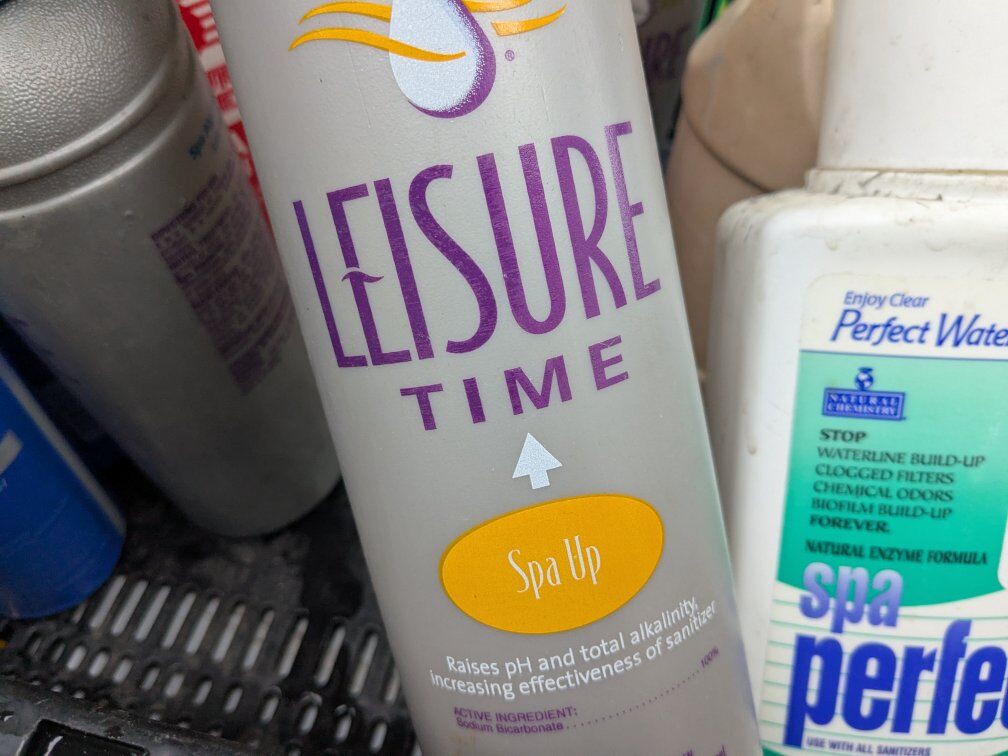 LEISURE
TIME
Spa Up
Raises pH and total alkalinity,
increasing effectiveness of sanitizer
ACTIVE INGREDIENT:
Sodium Bicarbonate 100%
Enjoy Clear
Perfect Wate
NATURAL
CHEMISTRY
STOP
WATERLINE BUILD-UP
CLOGGED FILTERS
CHEMICAL ODORS
BIOFILM BUILD-UP
FOREVER.
NATURAL ENZYME FORMULA
spa
perfe
USE WITH ALL SANITIZERS